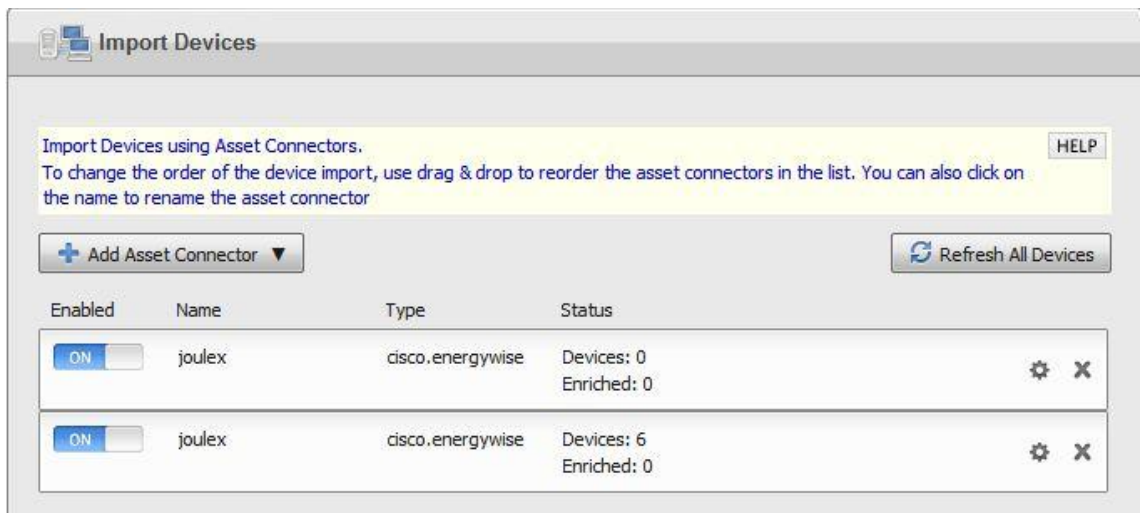 Import Devices
Import Devices using Asset Connectors.
HELP
To change the order of the device import, use drag & drop to reorder the asset connectors in the list. You can also click on
the name to rename the asset connector
Add Asset Connector ▼
Refresh All Devices
Enabled Name Type Status
ON joulex cisco.energywise Devices: 0
Enriched: 0
ON joulex cisco.energywise Devices: 6
Enriched: 0